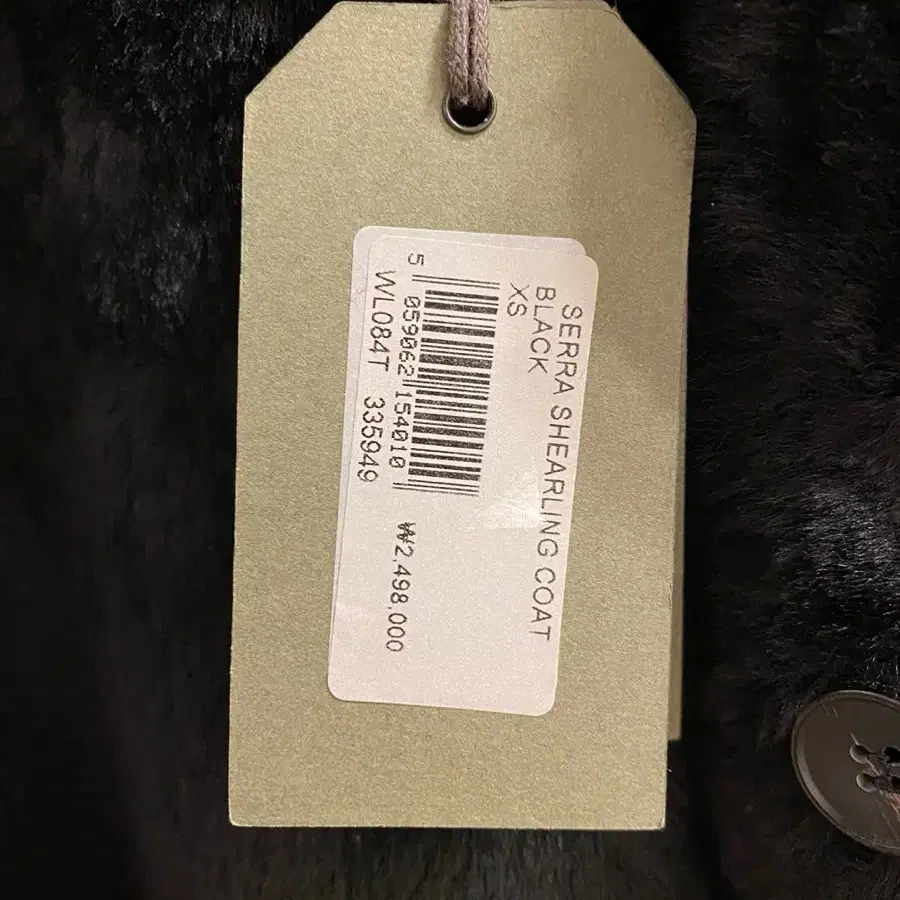 SERRA SHEARLING COAT
BLACK
XS
5 059062 154010
WL084T 335949
₩2,498,000